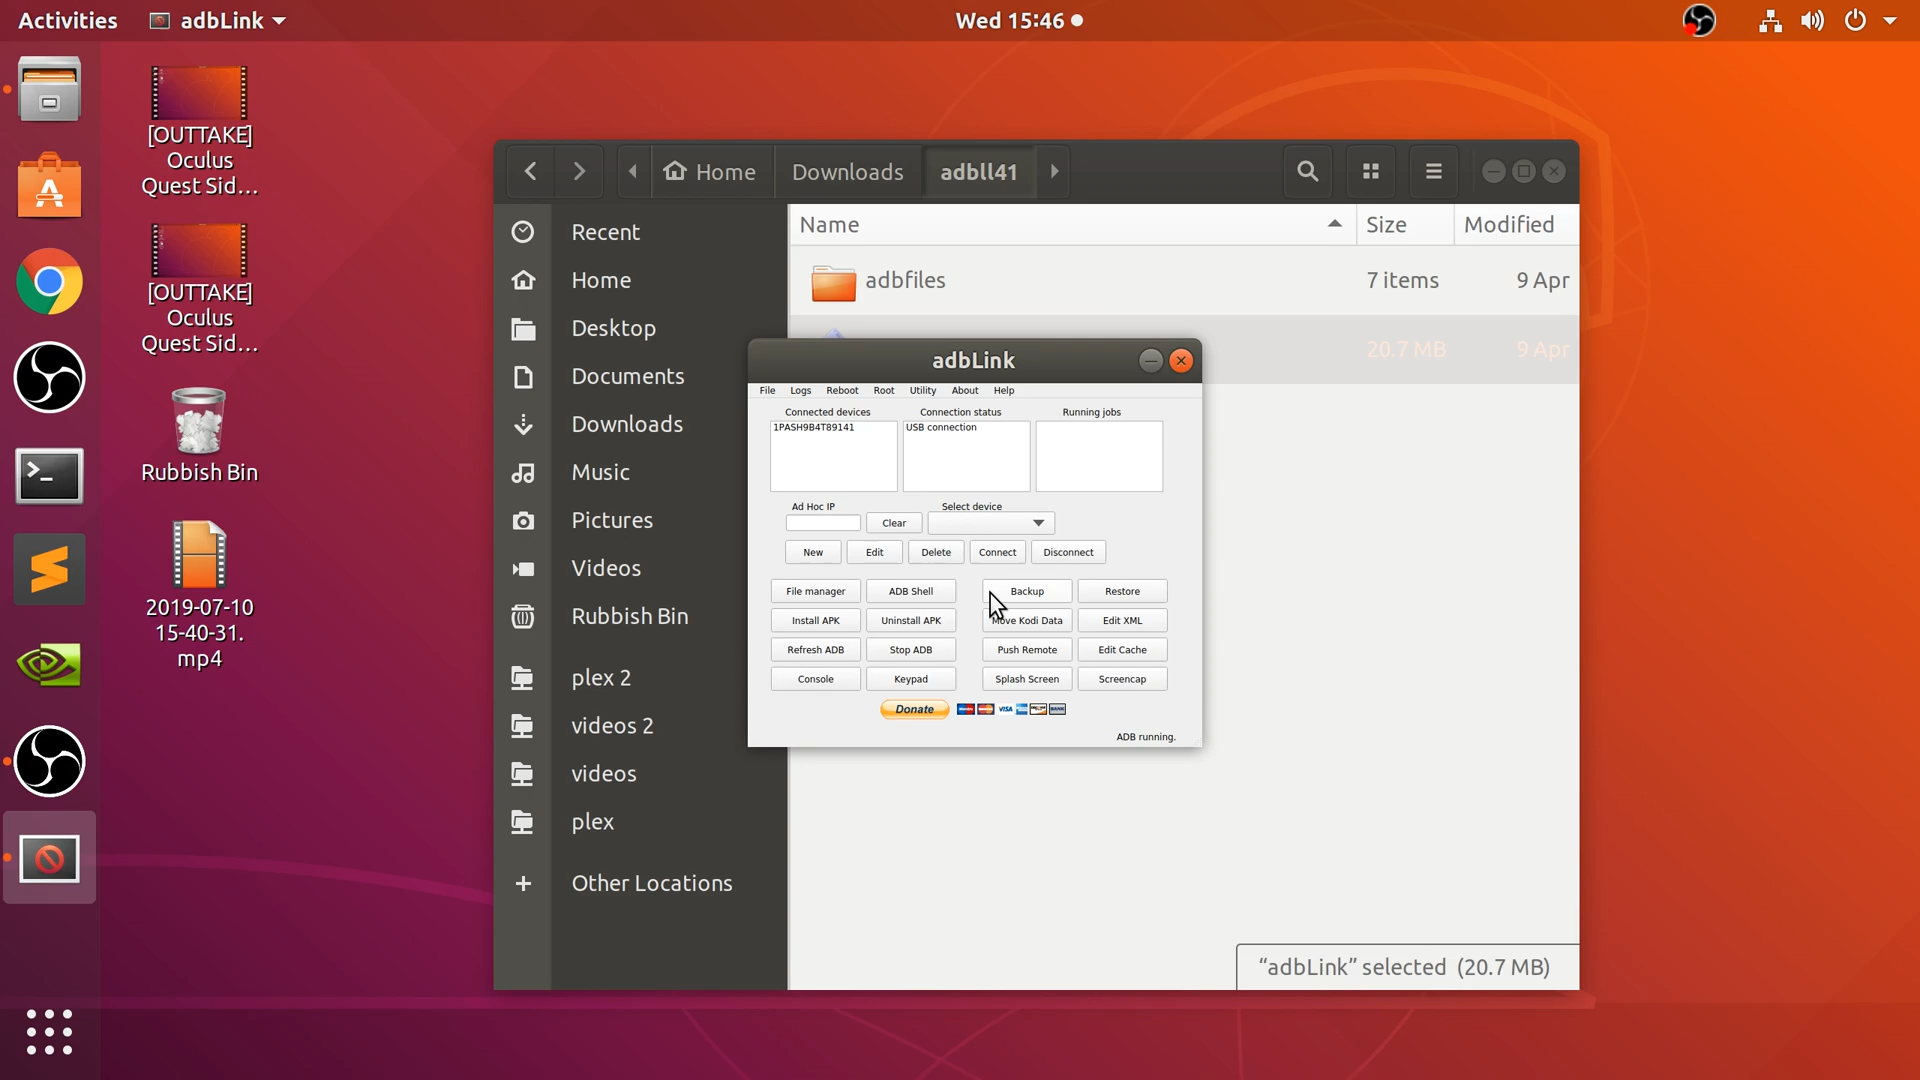 Activities
adbLink
Wed 15:46
[OUTTAKE]
Oculus
Quest Sid...
[OUTTAKE]
Oculus
Quest Sid...
Rubbish Bin
2019-07-10
15-40-31.
mp4
Home
Downloads
adbll41
Recent
Home
Desktop
Documents
Downloads
Music
Pictures
Videos
Rubbish Bin
plex 2
videos 2
videos
plex
Other Locations
Name
Size
Modified
adbfiles
7 items
9 Apr
20.7 MB
9 Apr
adbLink
File Logs Reboot Root Utility About Help
Connected devices
Connection status
Running jobs
1PASH9B4T89141
USB connection
Ad Hoc IP
Select device
Clear
New
Edit
Delete
Connect
Disconnect
File manager
ADB Shell
Backup
Restore
Install APK
Uninstall APK
Move Kodi Data
Edit XML
Refresh ADB
Stop ADB
Push Remote
Edit Cache
Console
Keypad
Splash Screen
Screencap
Donate
VISA
BANK
ADB running.
“adbLink” selected (20.7 MB)